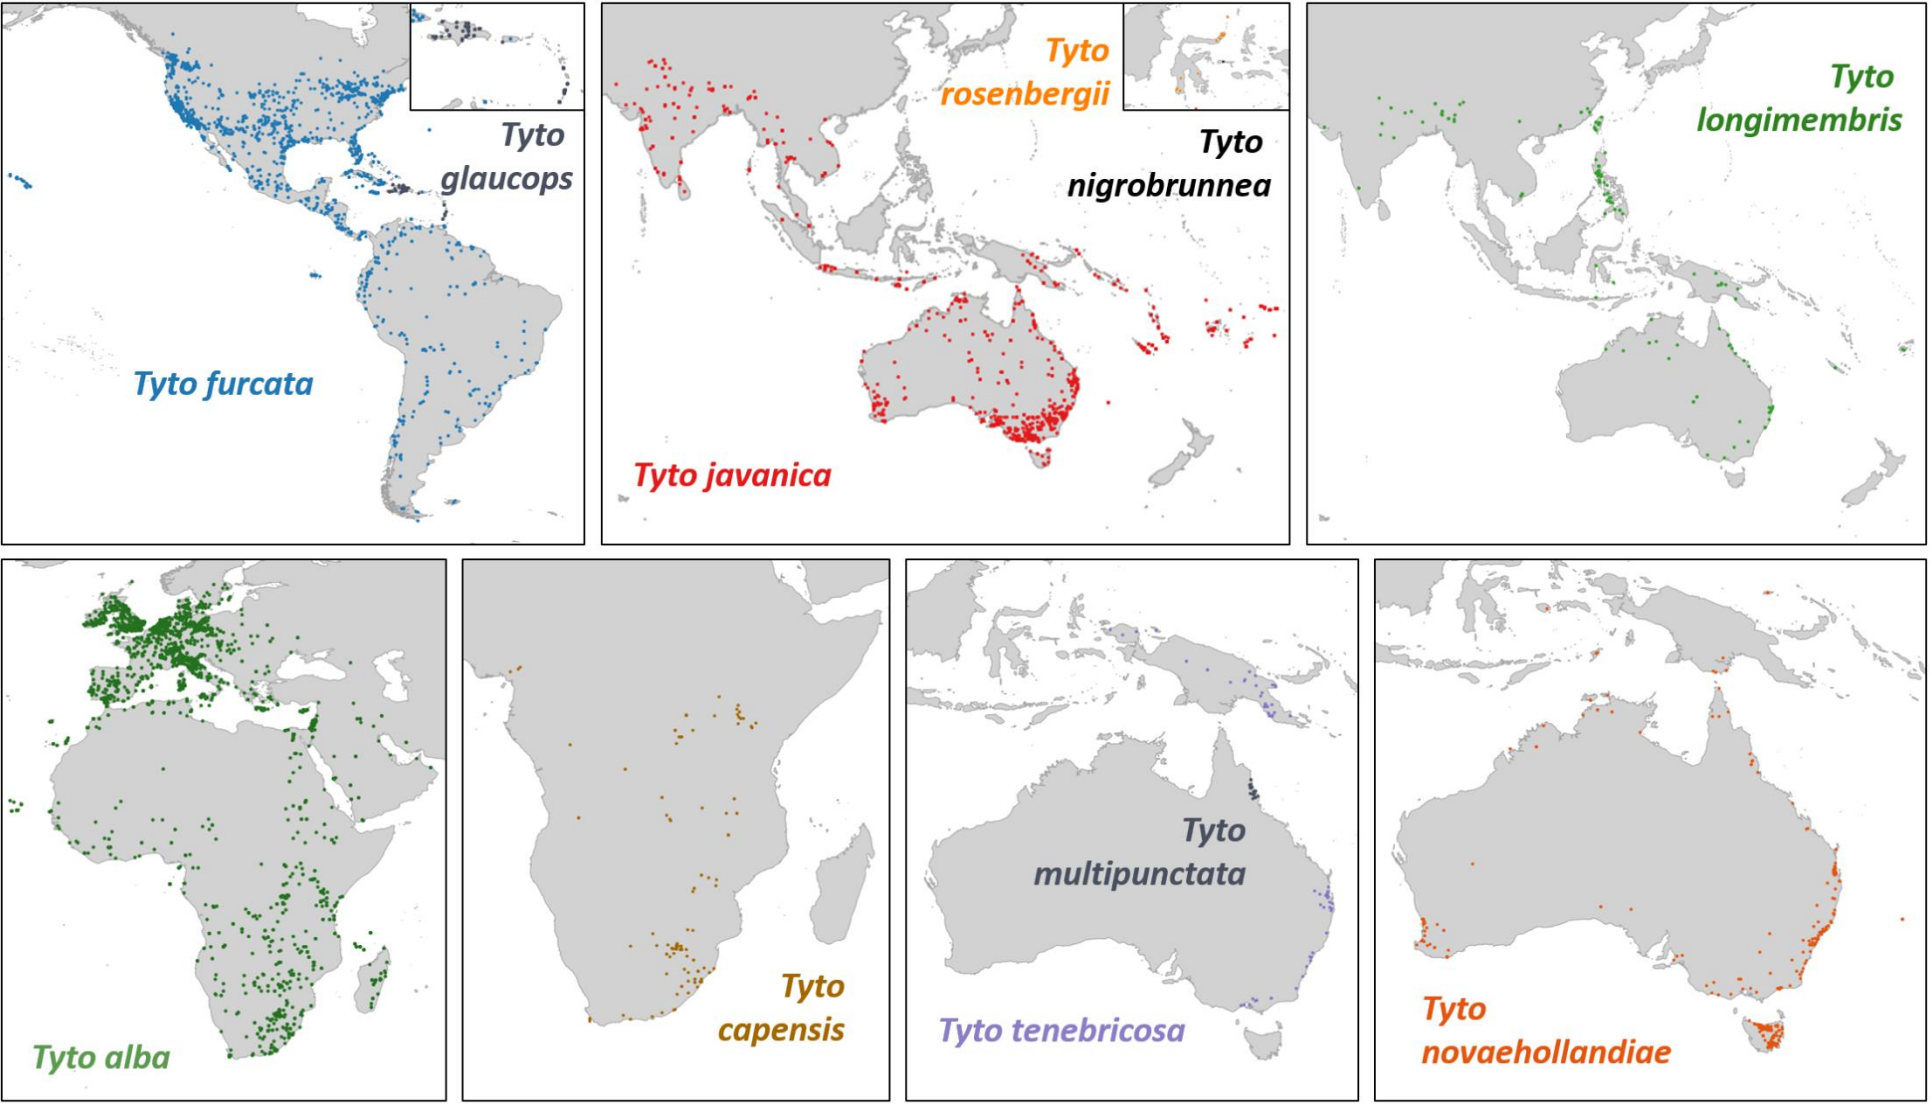 Tyto
glaucops
Tyto furcata
Tyto
rosenbergii
Tyto
nigrobrunnea
Tyto javanica
Tyto
longimembris
Tyto alba
Tyto
capensis
Tyto
multipunctata
Tyto tenebricosa
Tyto
novaehollandiae